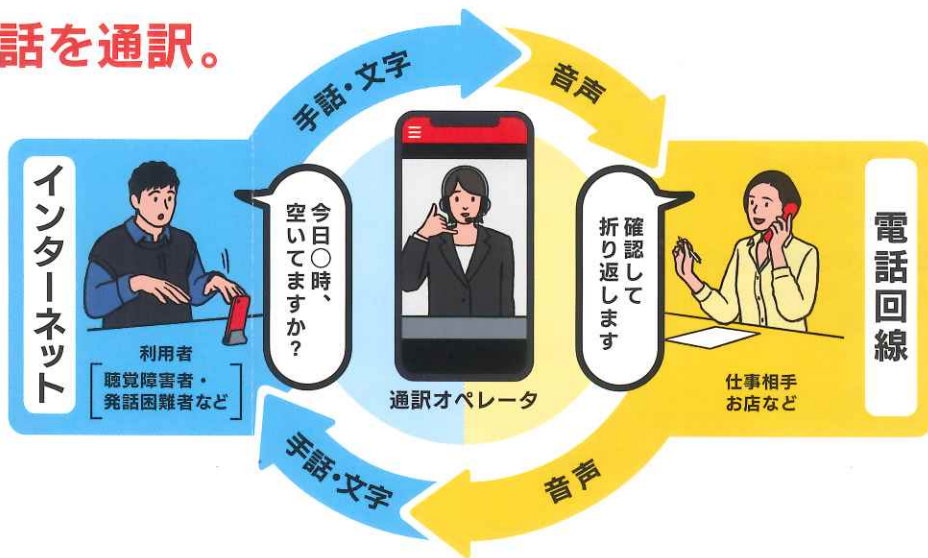 話を通訳。
手話・文字
音声
インターネット
利用者
聴覚障害者・
発話困難者など
今日○時、
空いてますか?
通訳オペレータ
確認して
折り返します
仕事相手
お店など
電話回線
手話・文字
音声